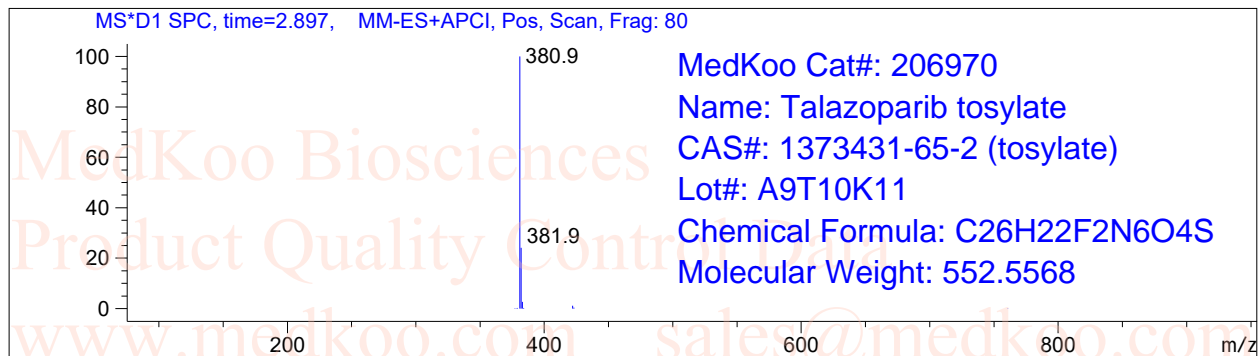 MS*D1 SPC, time=2.897, MM-ES+APCI, Pos, Scan, Frag: 80
100
80
60
40
20
0
380.9
381.9
MedKoo Cat#: 206970
Name: Talazoparib tosylate
CAS#: 1373431-65-2 (tosylate)
Lot#: A9T10K11
Chemical Formula: C26H22F2N6O4S
Molecular Weight: 552.5568
MedKoo Biosciences
Product Quality Control Data
www.medkoo.com sales@medkoo.com
200 400 600 800 m/z